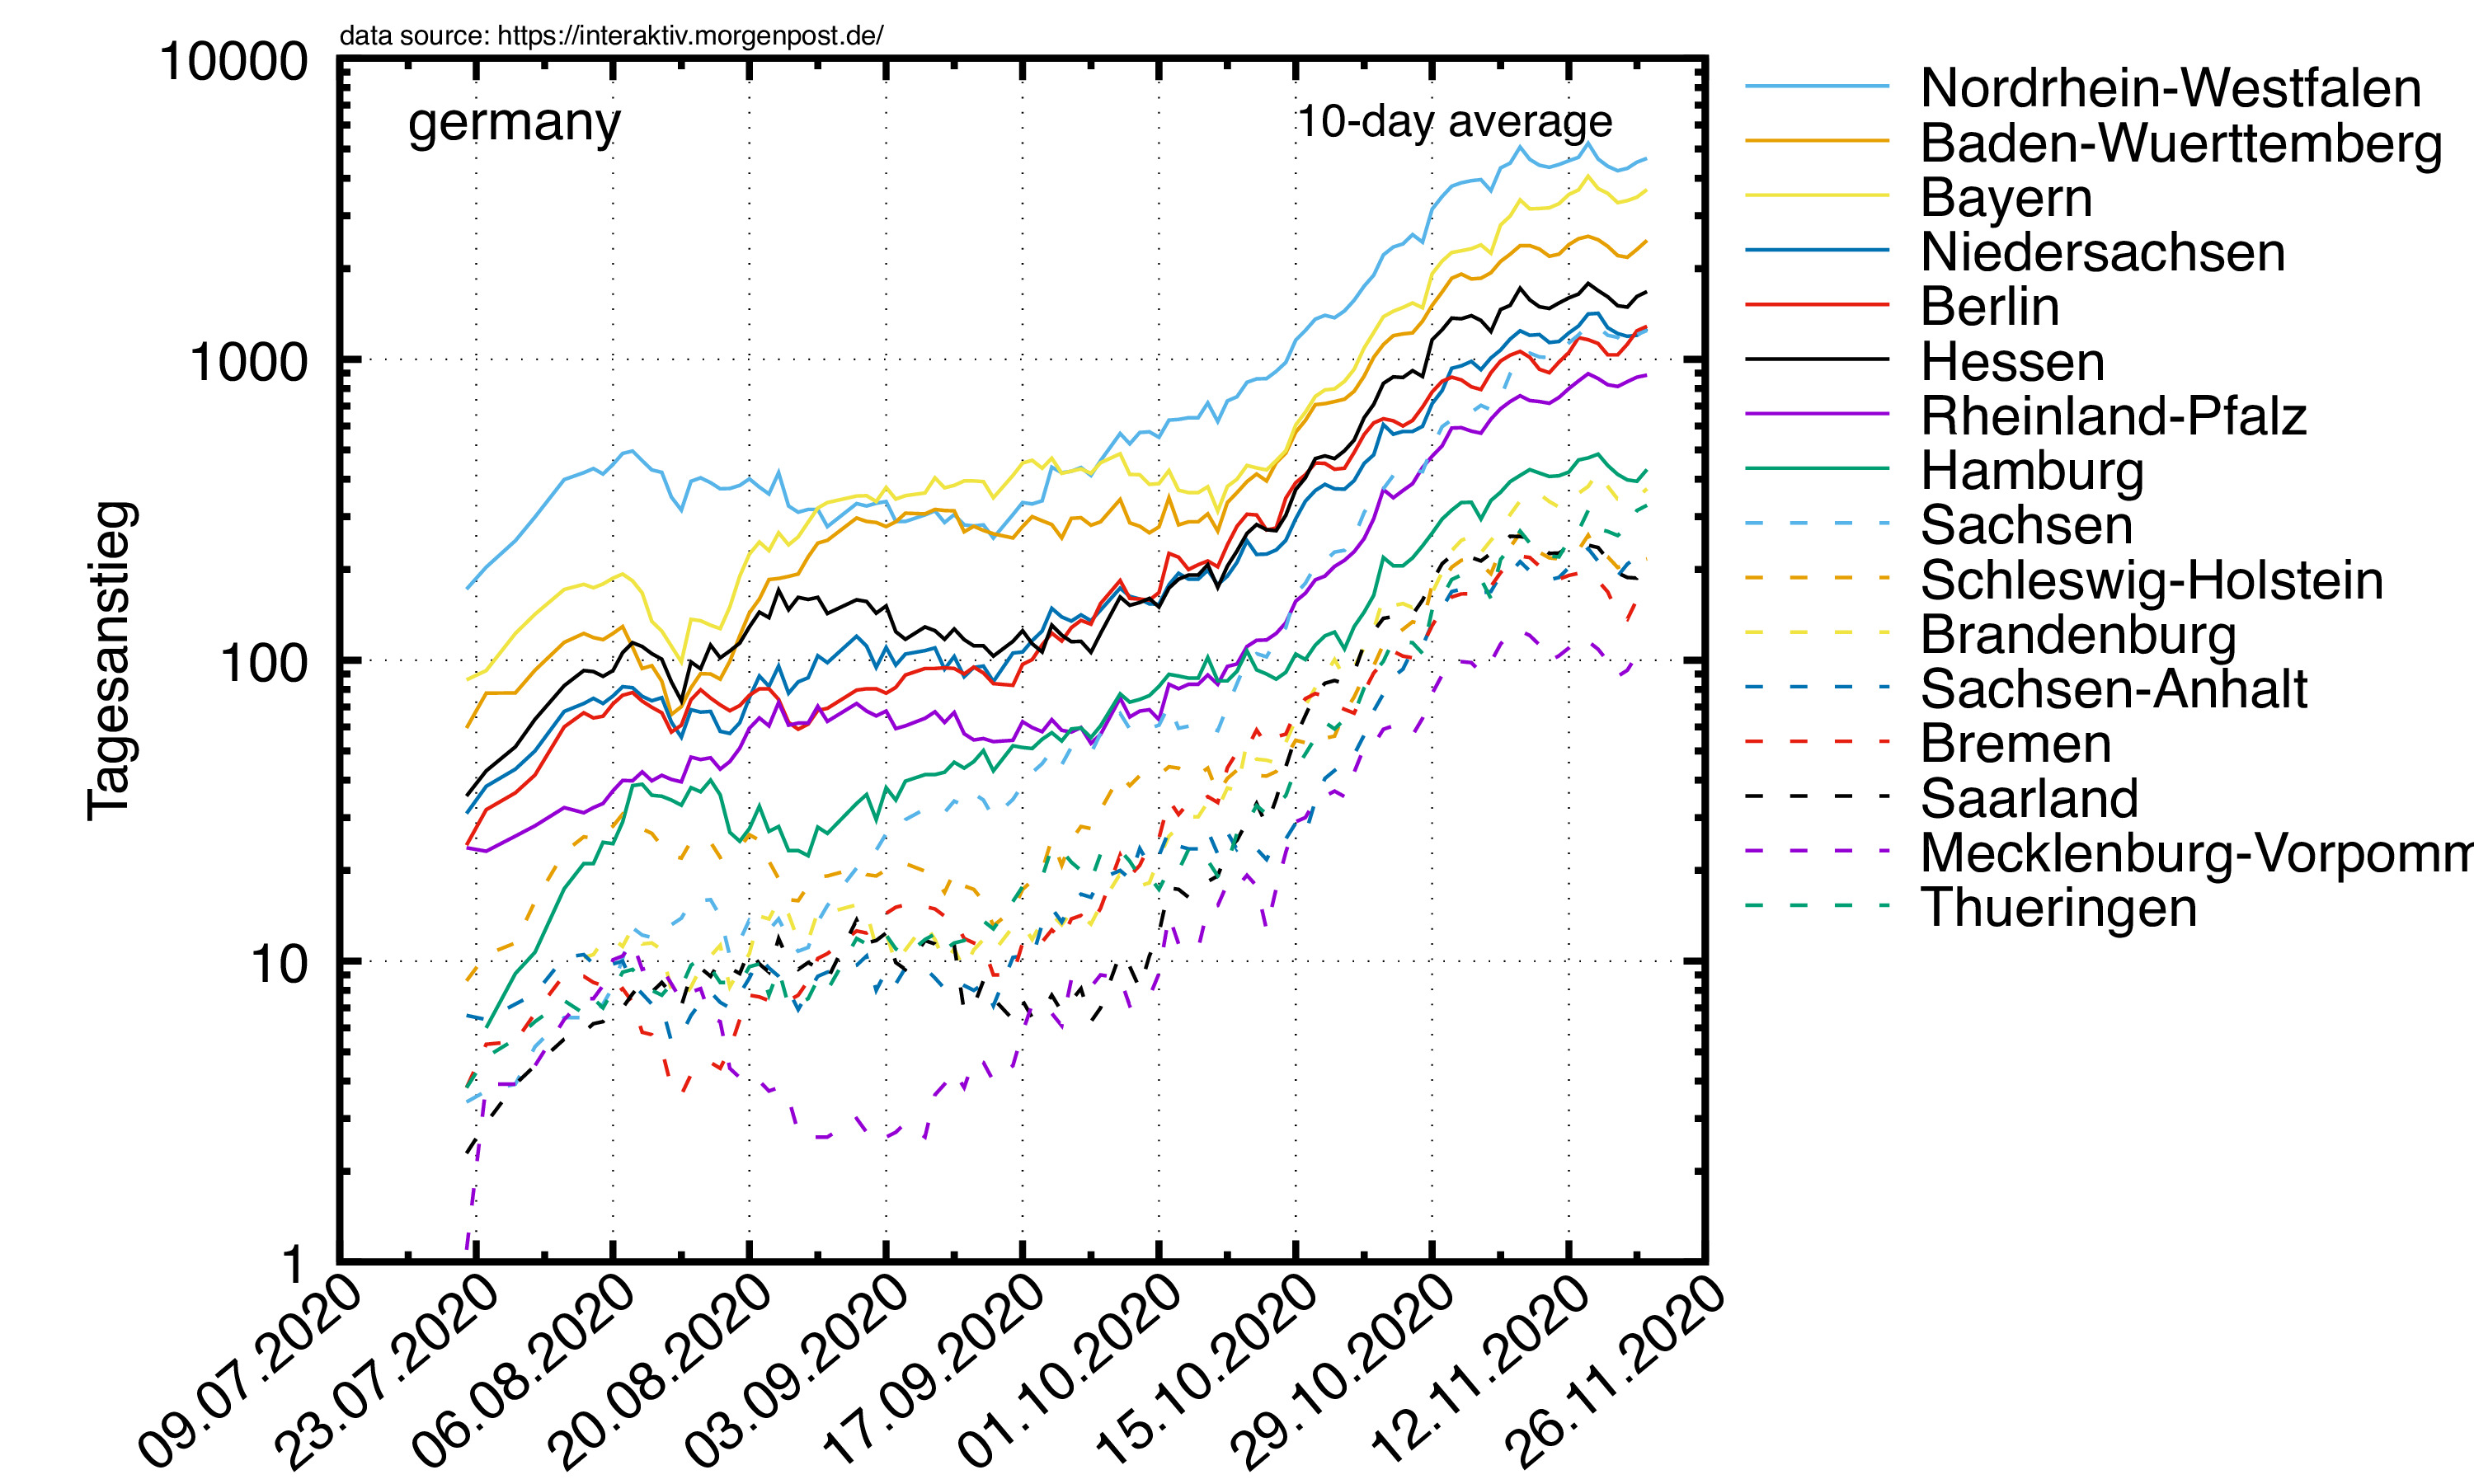 data source: https://interaktiv.morgenpost.de/
germany
10-day average
Tagesanstieg
10000
1000
100
10
1
09.07.2020
23.07.2020
06.08.2020
20.08.2020
03.09.2020
17.09.2020
01.10.2020
15.10.2020
29.10.2020
12.11.2020
26.11.2020
Nordrhein-Westfalen
Baden-Wuerttemberg
Bayern
Niedersachsen
Berlin
Hessen
Rheinland-Pfalz
Hamburg
Sachsen
Schleswig-Holstein
Brandenburg
Sachsen-Anhalt
Bremen
Saarland
Mecklenburg-Vorpomm
Thueringen